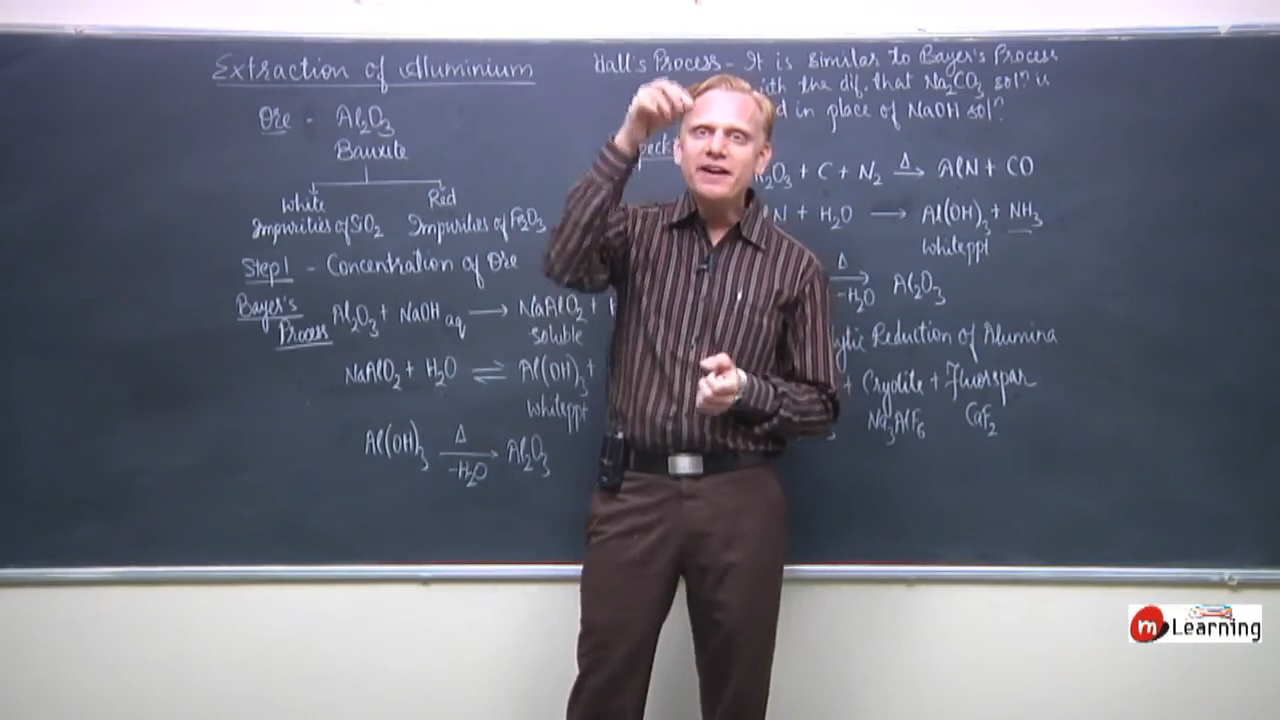 Extraction of Aluminium
Ore - Al₂O₃
Bauxite
White Red
Impurities of SiO₂ Impurities of Fe₂O₃
Step 1 - Concentration of Ore
Bayer's
Process
Al₂O₃ + NaOH aq ⟶ NaAlO₂ +
soluble
NaAlO₂ + H₂O ⇌ Al(OH)₃ +
White ppt
Al(OH)₃ Δ ⟶ -H₂O Al₂O₃
Hall's Process - It is similar to Bayer's Process
the dif. that Na₂CO₃ solⁿ is
in place of NaOH solⁿ
O₃ + C + N₂ Δ ⟶ AlN + CO
N + H₂O ⟶ Al(OH)₃ + NH₃
White ppt
Δ ⟶ -H₂O Al₂O₃
Reduction of Alumina
+ Cryolite + Fluorspar
Na₃AlF₆ CaF₂
m Learning